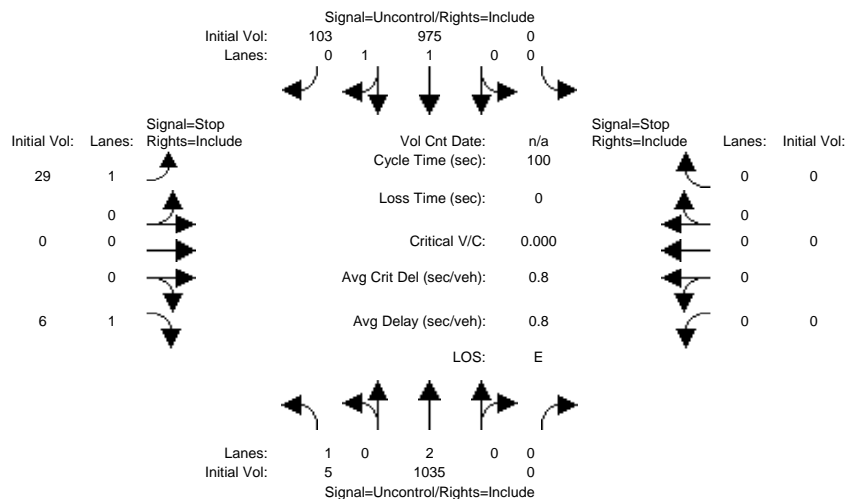 Signal=Uncontrol/Rights=Include
Initial Vol: 103 975 0
Lanes: 0 1 1 0 0
Signal=Stop Signal=Stop
Initial Vol: Lanes: Rights=Include Vol Cnt Date: n/a Rights=Include Lanes: Initial Vol:
Cycle Time (sec): 100
29 1 0 0
Loss Time (sec): 0
0 0
0 0 Critical V/C: 0.000 0 0
0 Avg Crit Del (sec/veh): 0.8 0
6 1 Avg Delay (sec/veh): 0.8 0 0
LOS: E
Lanes: 1 0 2 0 0
Initial Vol: 5 1035 0
Signal=Uncontrol/Rights=Include